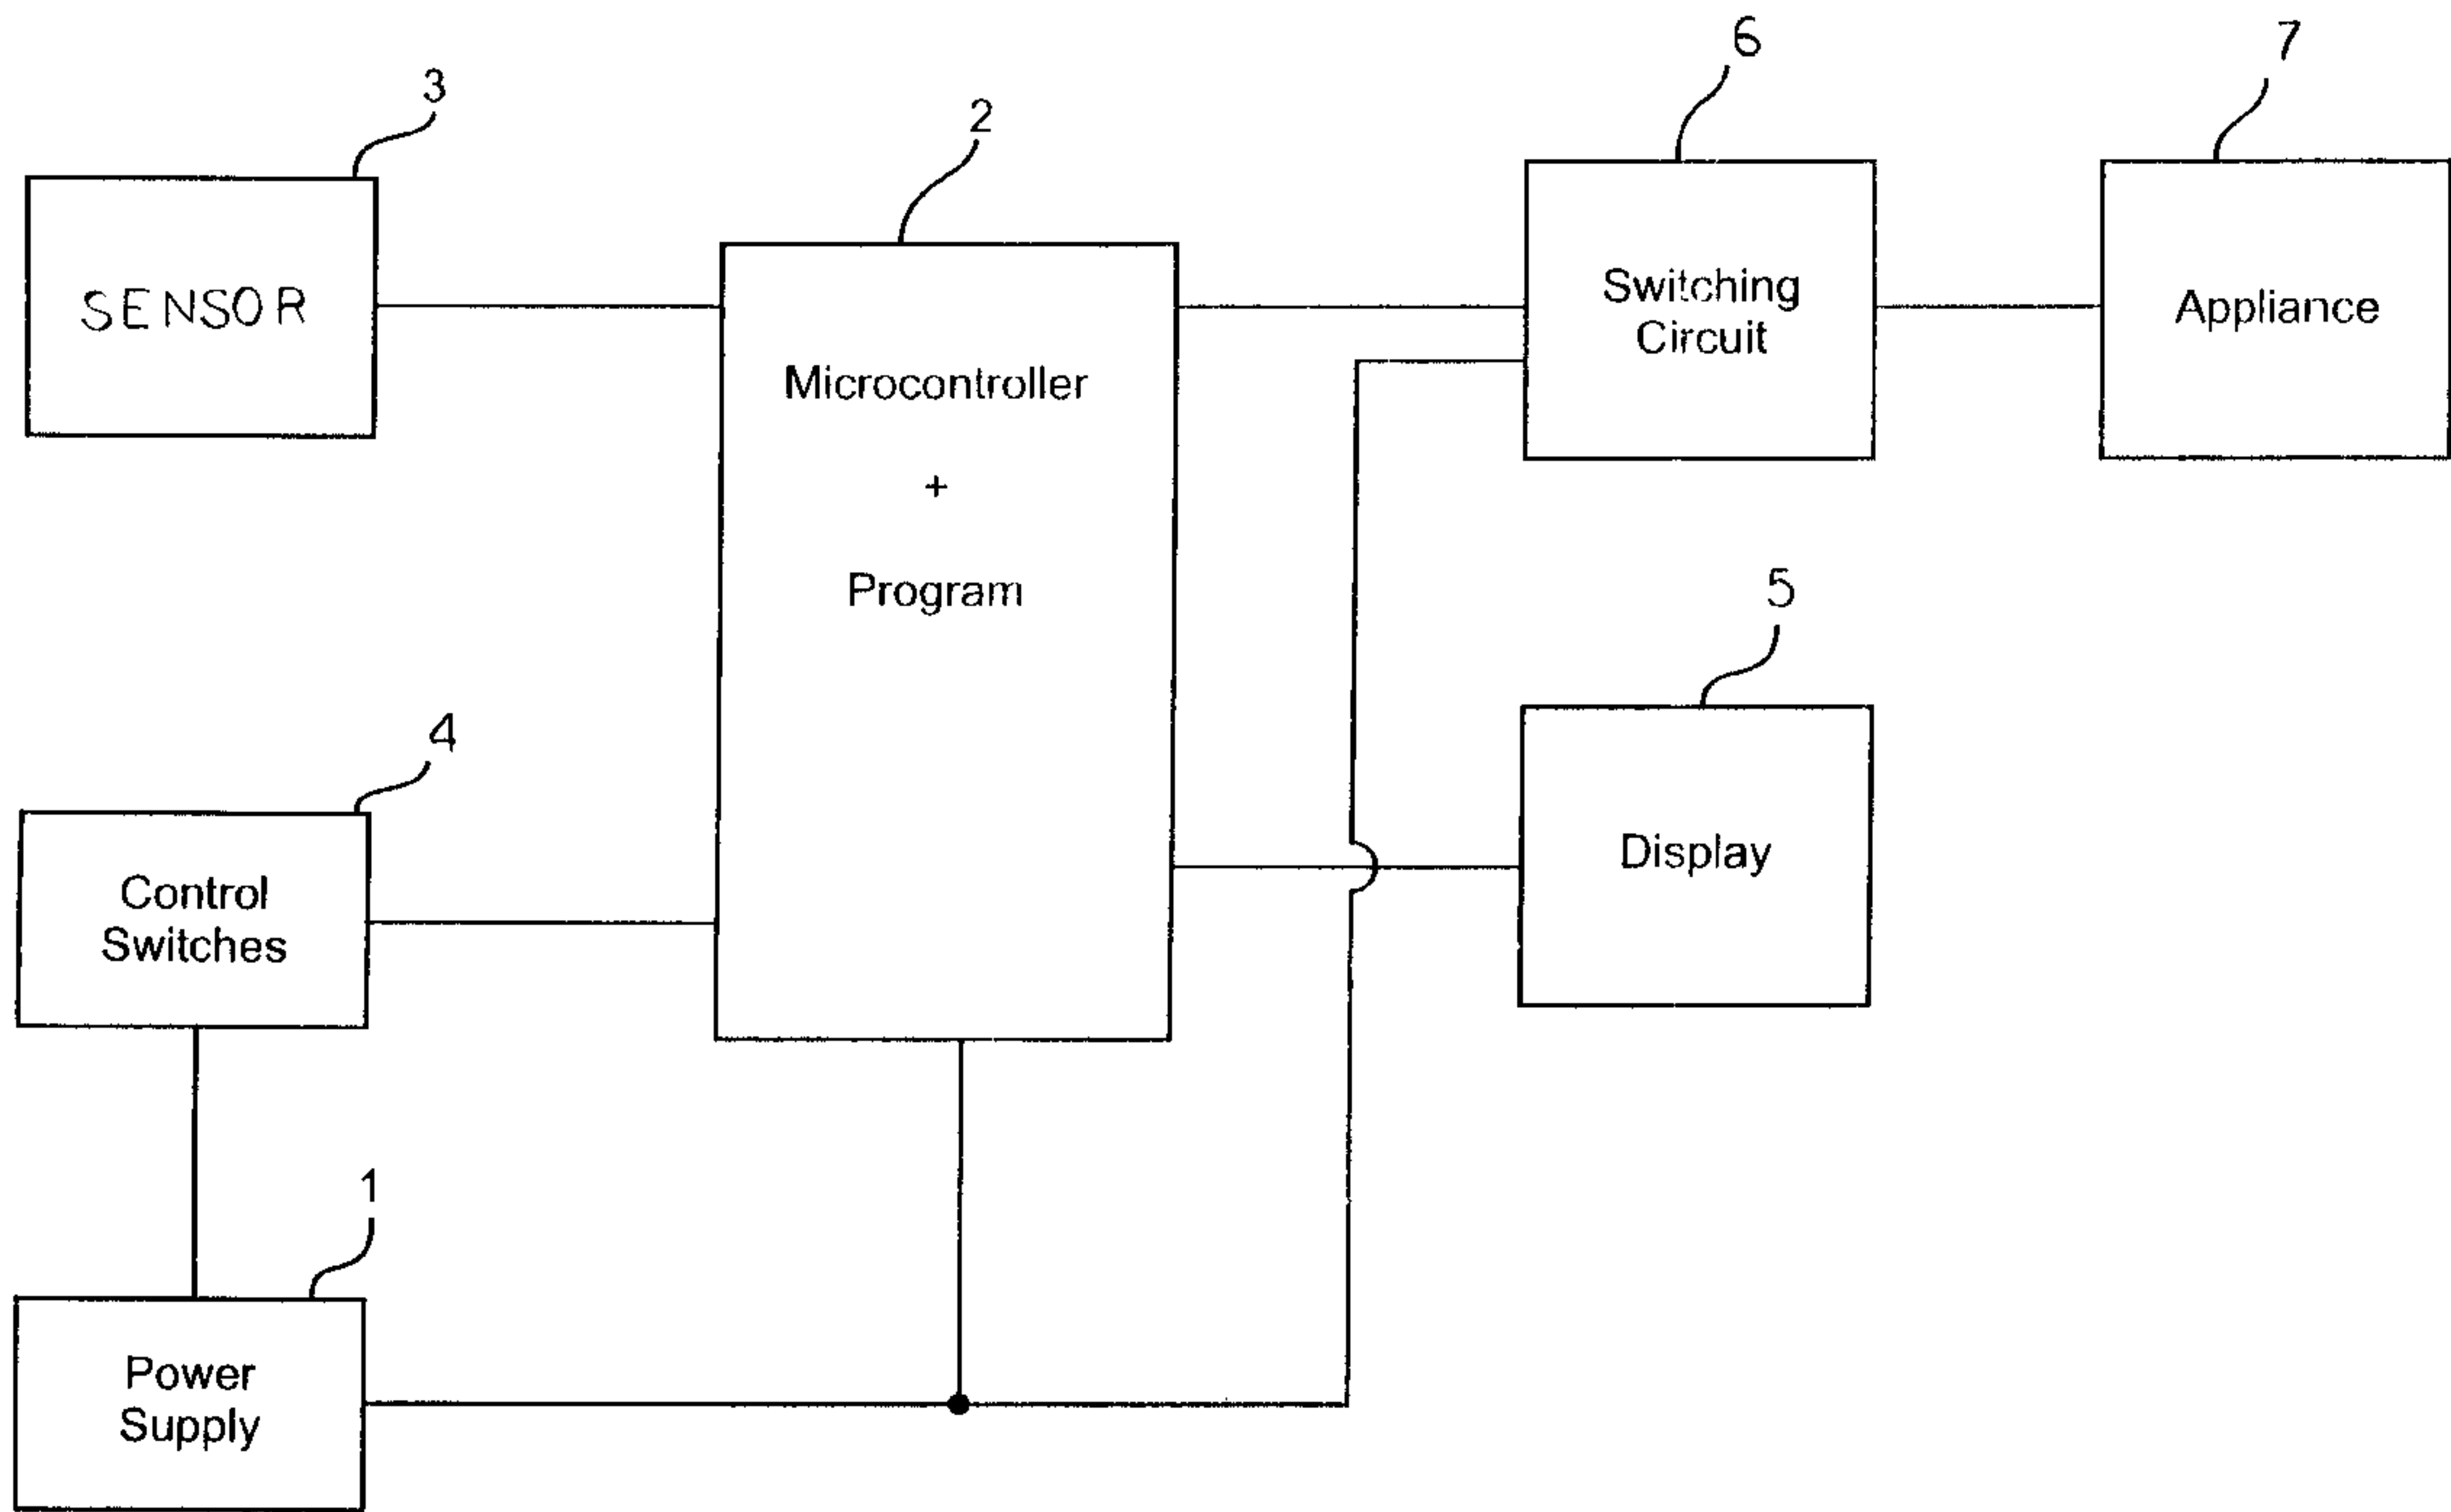 3
SENSOR
2
Microcontroller
+
Program
6
Switching
Circuit
7
Appliance
5
Display
4
Control
Switches
1
Power
Supply